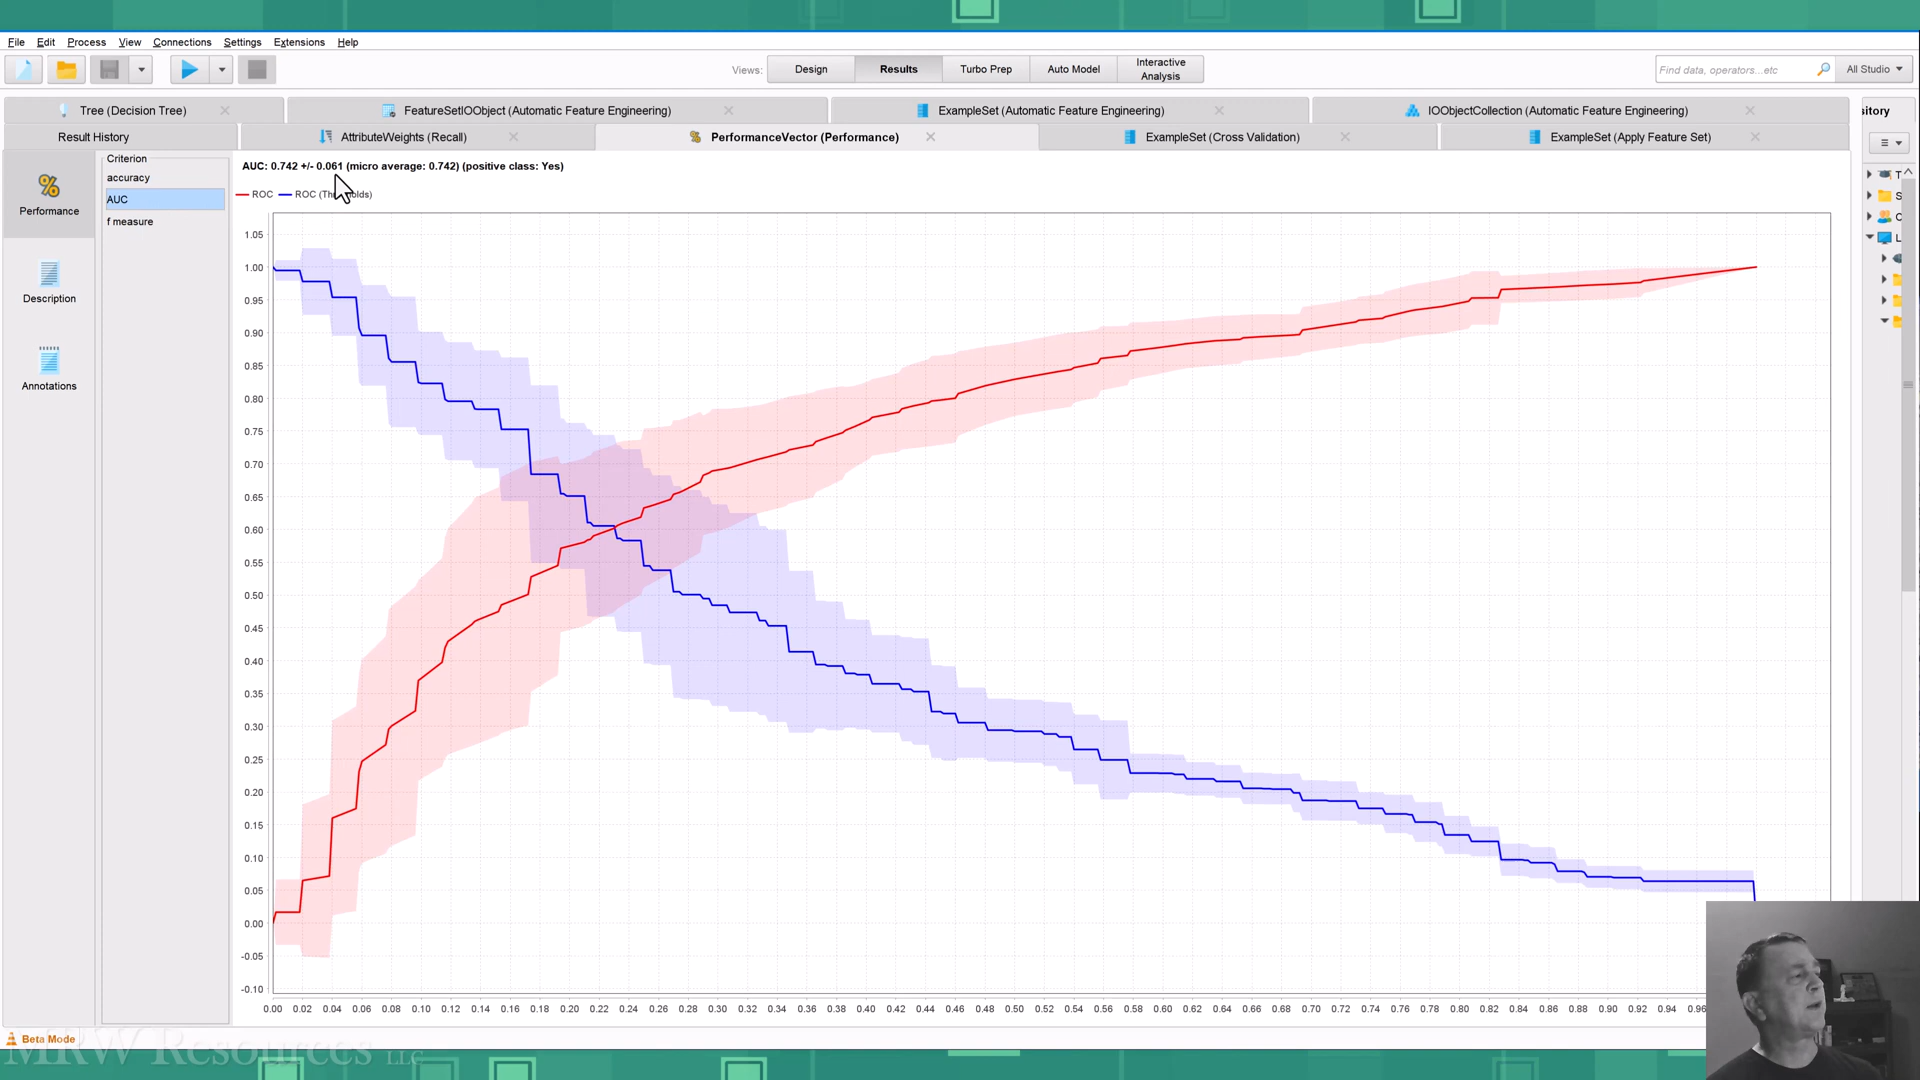 File Edit Process View Connections Settings Extensions Help
Views: Design Results Turbo Prep Auto Model Interactive Analysis Find data, operators...etc All Studio
Tree (Decision Tree) FeatureSetIOObject (Automatic Feature Engineering) ExampleSet (Automatic Feature Engineering) IOObjectCollection (Automatic Feature Engineering) sitory
Result History AttributeWeights (Recall) PerformanceVector (Performance) ExampleSet (Cross Validation) ExampleSet (Apply Feature Set)
Performance
Description
Annotations
Criterion
accuracy
AUC
f measure
AUC: 0.742 +/- 0.061 (micro average: 0.742) (positive class: Yes)
ROC ROC (Th holds)
1.05
1.00
0.95
0.90
0.85
0.80
0.75
0.70
0.65
0.60
0.55
0.50
0.45
0.40
0.35
0.30
0.25
0.20
0.15
0.10
0.05
0.00
-0.05
-0.10
0.00 0.02 0.04 0.06 0.08 0.10 0.12 0.14 0.16 0.18 0.20 0.22 0.24 0.26 0.28 0.30 0.32 0.34 0.36 0.38 0.40 0.42 0.44 0.46 0.48 0.50 0.52 0.54 0.56 0.58 0.60 0.62 0.64 0.66 0.68 0.70 0.72 0.74 0.76 0.78 0.80 0.82 0.84 0.86 0.88 0.90 0.92 0.94 0.96
T
S
C
L
Beta Mode
MRW Resources LLC